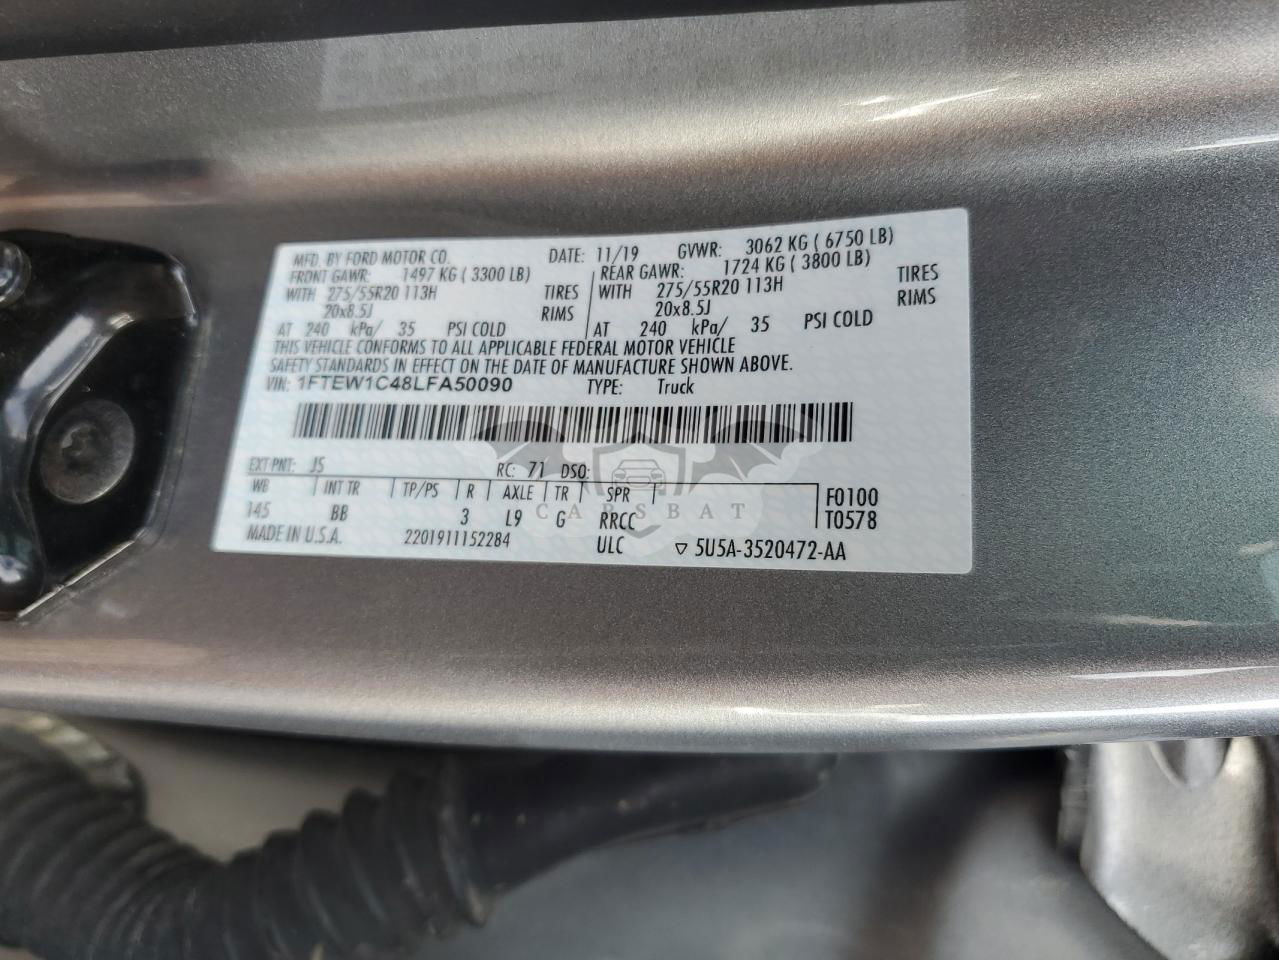 MFD. BY FORD MOTOR CO. DATE: 11/19 GVWR: 3062 KG ( 6750 LB)
FRONT GAWR: 1497 KG ( 3300 LB) REAR GAWR: 1724 KG ( 3800 LB)
WITH 275/55R20 113H TIRES WITH 275/55R20 113H TIRES
20x8.5J RIMS 20x8.5J RIMS
AT 240 kPa/ 35 PSI COLD AT 240 kPa/ 35 PSI COLD
THIS VEHICLE CONFORMS TO ALL APPLICABLE FEDERAL MOTOR VEHICLE
SAFETY STANDARDS IN EFFECT ON THE DATE OF MANUFACTURE SHOWN ABOVE.
VIN: 1FTEW1C48LFA50090 TYPE: Truck
EXT PNT: J5 RC: 71 DSO:
WB INT TR TP/PS R AXLE TR SPR F0100
145 BB 3 L9 G RRCC T0578
MADE IN U.S.A. 2201911152284 ULC ▽ 5U5A-3520472-AA
CARSBAT